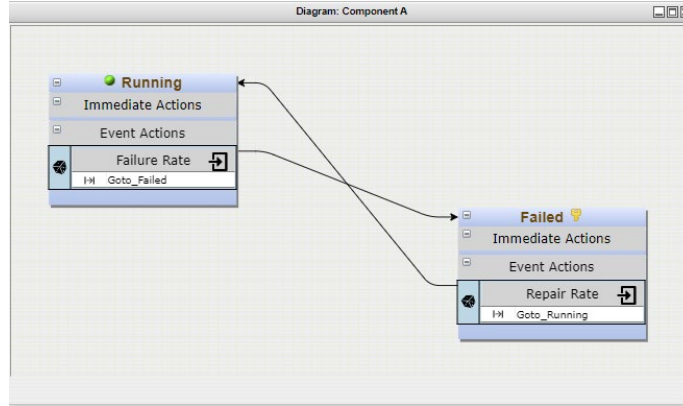 Diagram: Component A
Running
Immediate Actions
Event Actions
Failure Rate
Goto_Failed
Failed
Immediate Actions
Event Actions
Repair Rate
Goto_Running